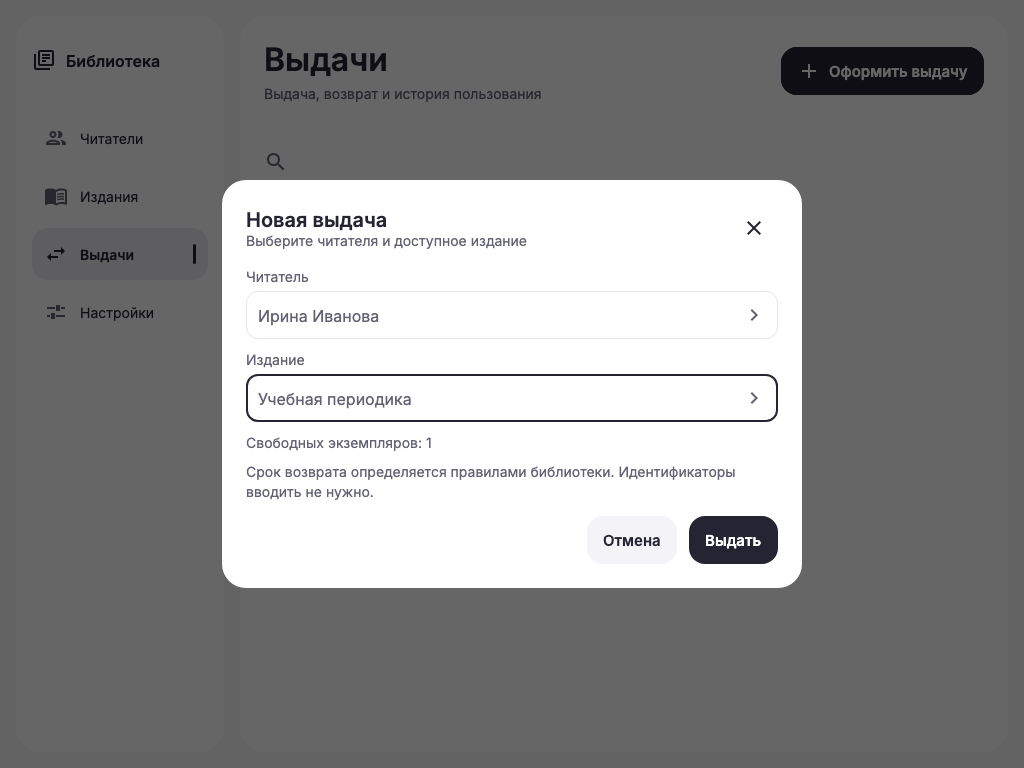 Библиотека
Читатели
Издания
Выдачи
Настройки
Выдачи
Выдача, возврат и история пользования
Оформить выдачу
Новая выдача
Выберите читателя и доступное издание
Читатель
Ирина Иванова
Издание
Учебная периодика
Свободных экземпляров: 1
Срок возврата определяется правилами библиотеки. Идентификаторы
вводить не нужно.
Отмена
Выдать